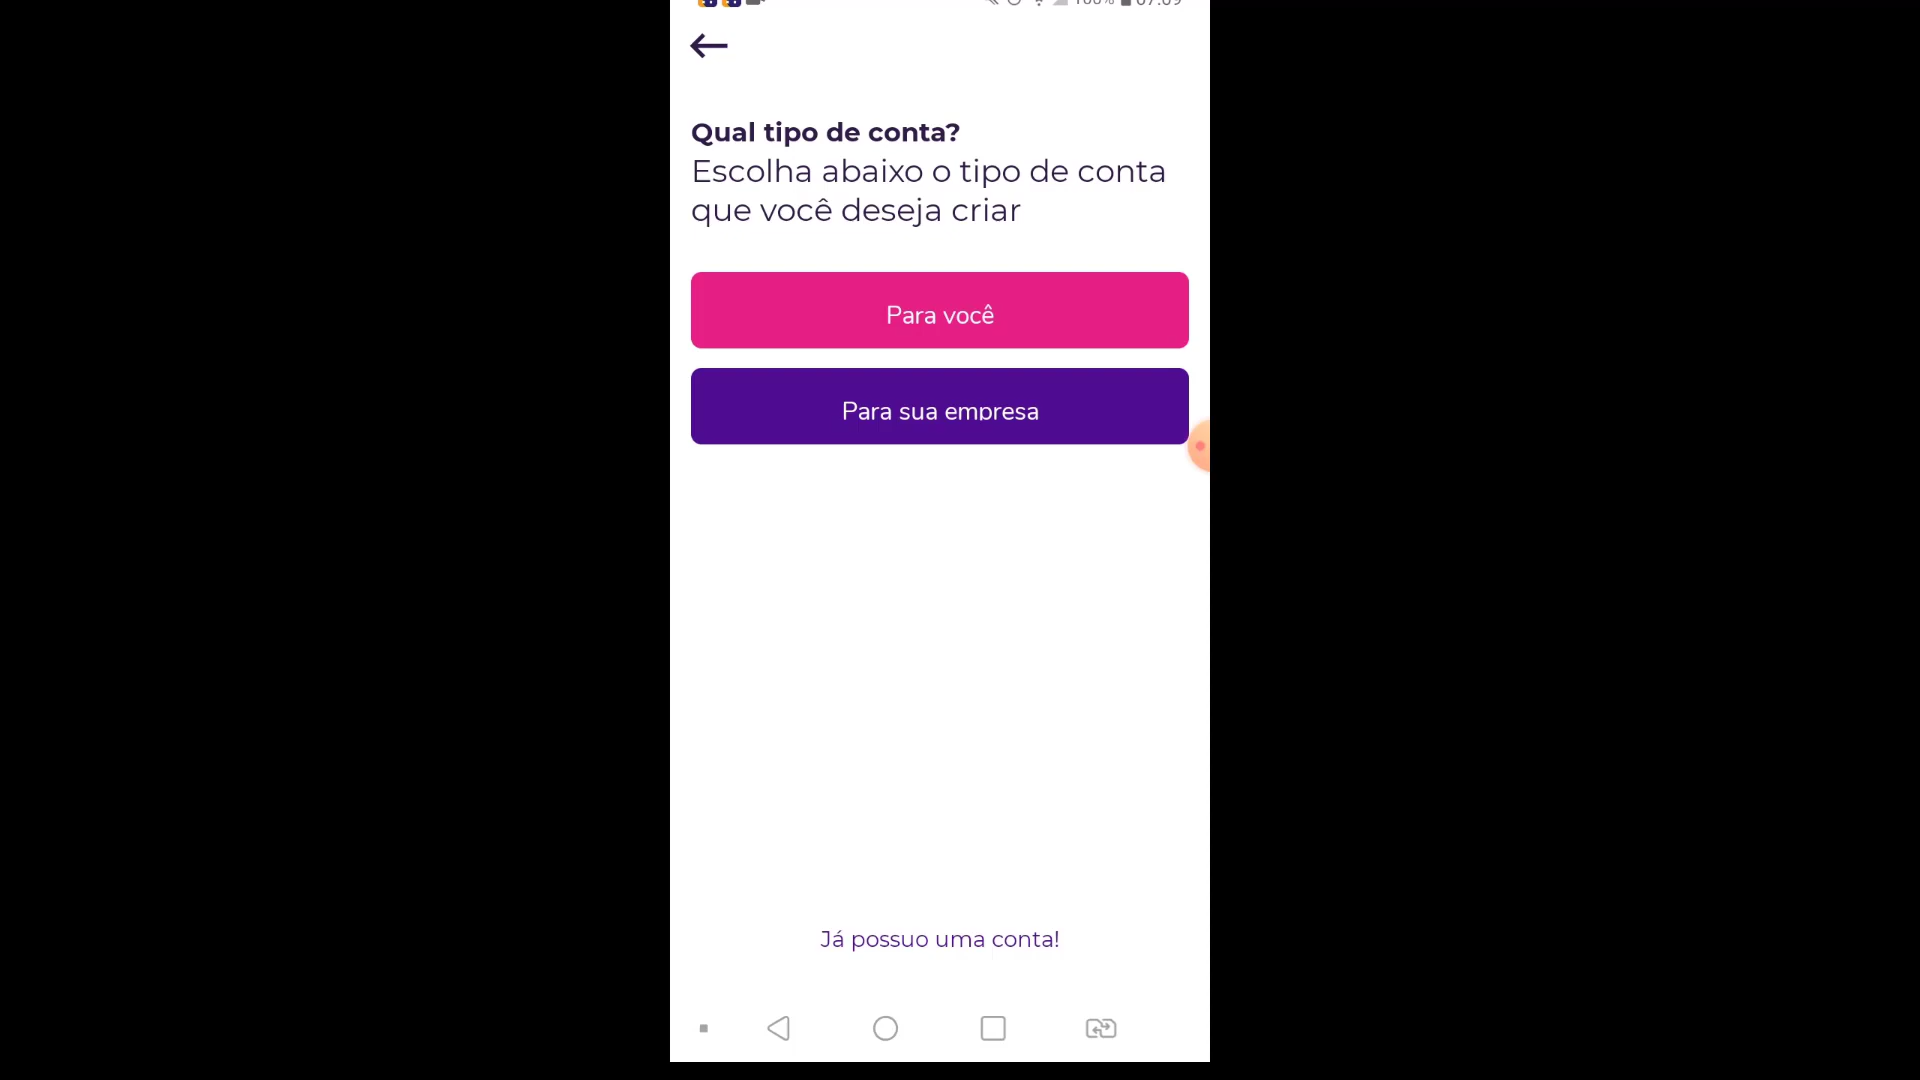 Qual tipo de conta?
Escolha abaixo o tipo de conta
que você deseja criar
Para você
Para sua empresa
Já possuo uma conta!